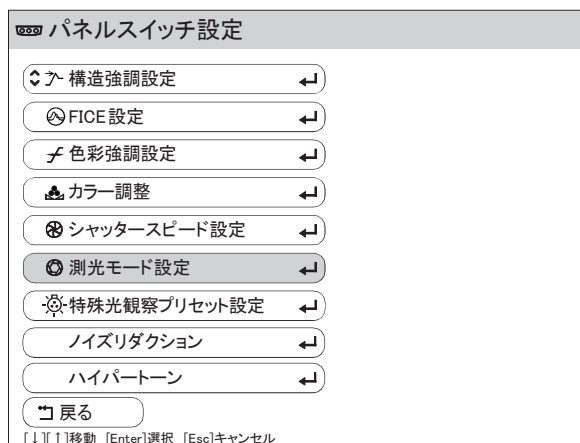 パネルスイッチ設定
構造強調設定
FICE設定
色彩強調設定
カラー調整
シャッタースピード設定
測光モード設定
特殊光観察プリセット設定
ノイズリダクション
ハイパートーン
戻る
[↓][↑]移動 [Enter]選択 [Esc]キャンセル